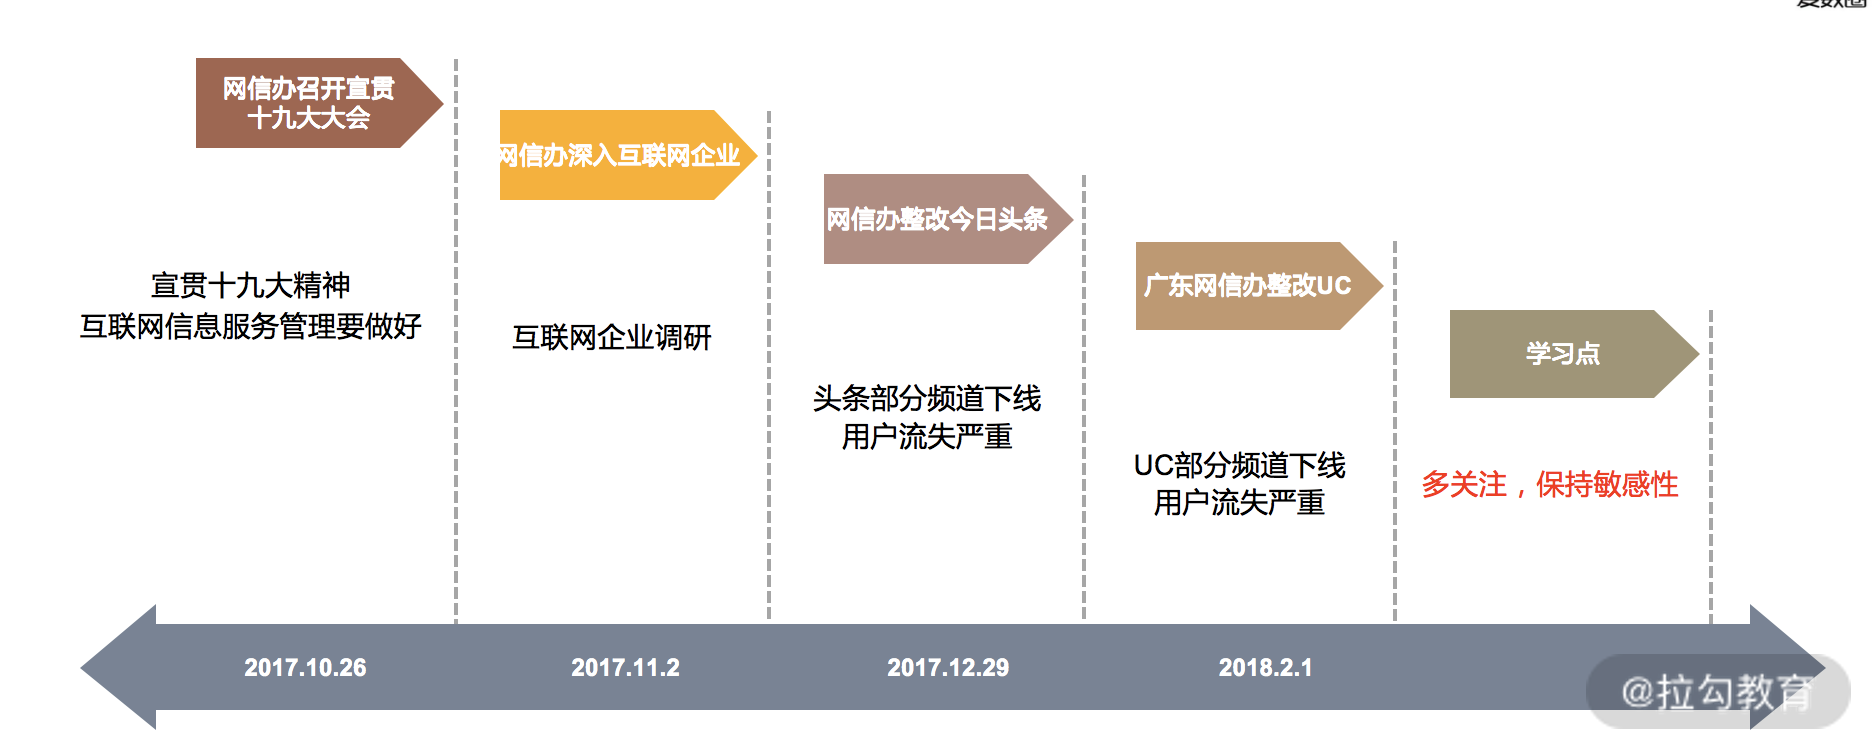 网信办召开宣贯
十九大大会
宣贯十九大精神
互联网信息服务管理要做好
网信办深入互联网企业
互联网企业调研
网信办整改今日头条
头条部分频道下线
用户流失严重
广东网信办整改UC
UC部分频道下线
用户流失严重
学习点
多关注，保持敏感性
2017.10.26
2017.11.2
2017.12.29
2018.2.1
@拉勾教育